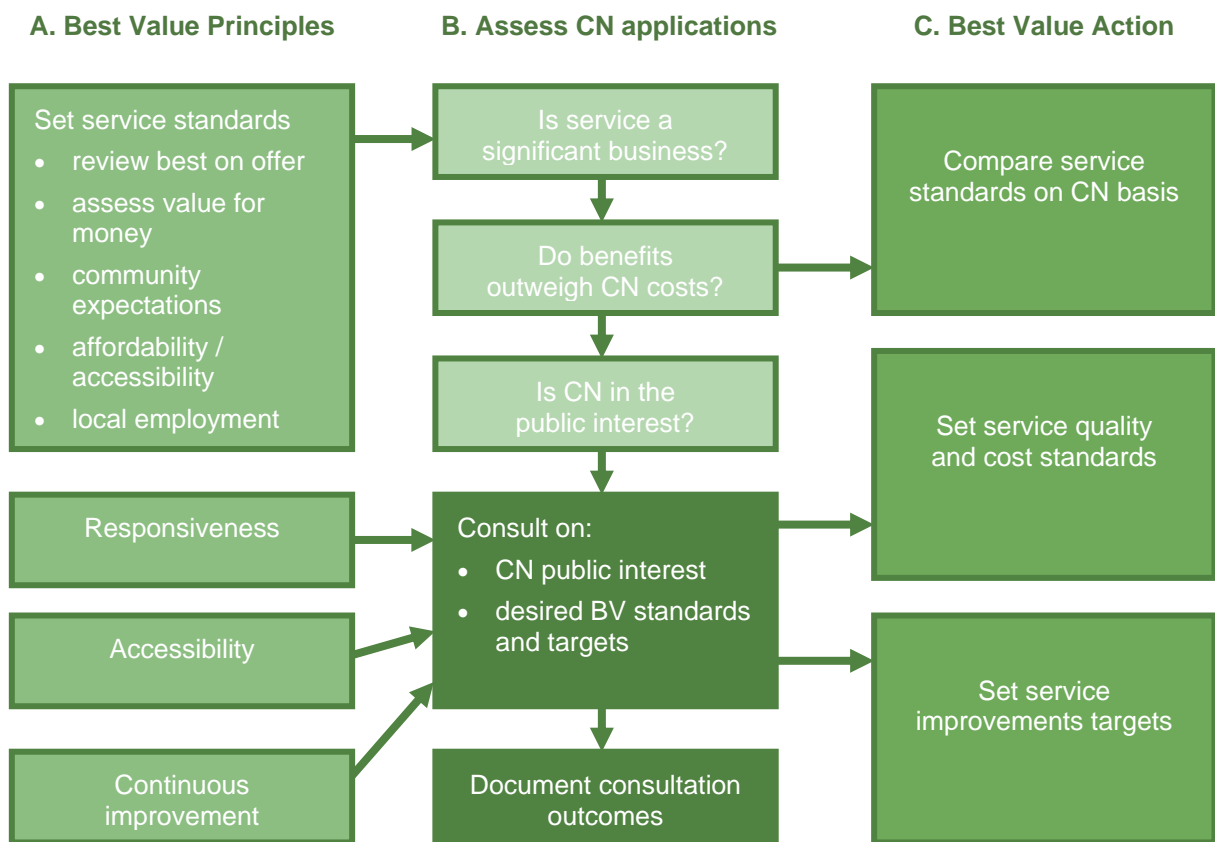 A. Best Value Principles
B. Assess CN applications
C. Best Value Action
Set service standards
• review best on offer
• assess value for
money
• community
expectations
• affordability /
accessibility
• local employment
Responsiveness
Accessibility
Continuous
improvement
Is service a
significant business?
Do benefits
outweigh CN costs?
Is CN in the
public interest?
Consult on:
• CN public interest
• desired BV standards
and targets
Document consultation
outcomes
Compare service
standards on CN basis
Set service quality
and cost standards
Set service
improvements targets